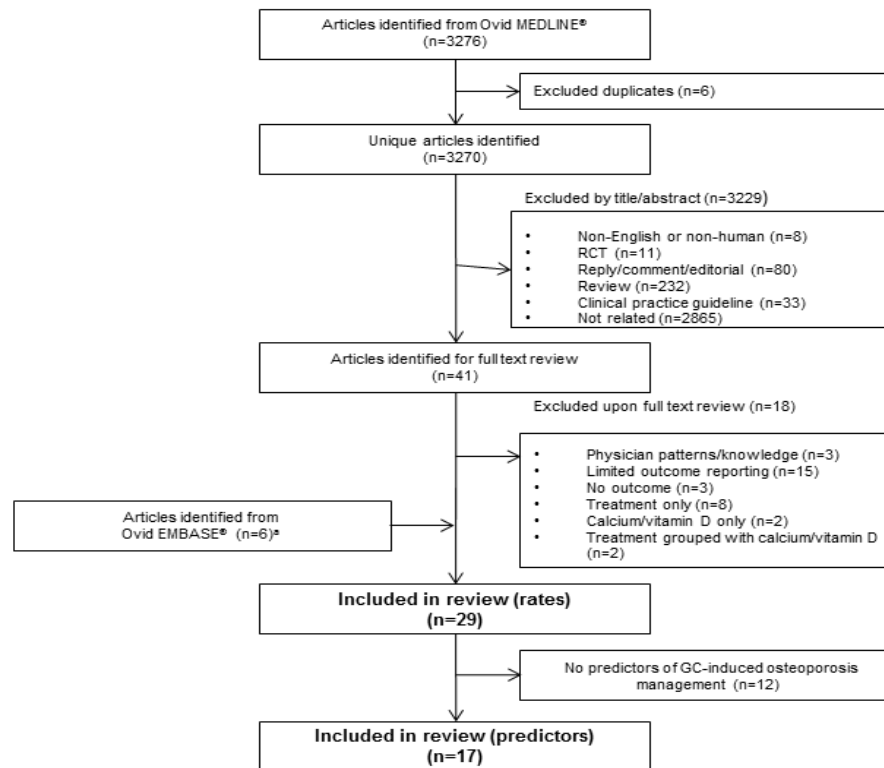 Articles identified from Ovid MEDLINE®
(n=3276)
Excluded duplicates (n=6)
Unique articles identified
(n=3270)
Excluded by title/abstract (n=3229)
• Non-English or non-human (n=8)
• RCT (n=11)
• Reply/comment/editorial (n=80)
• Review (n=232)
• Clinical practice guideline (n=33)
• Not related (n=2865)
Articles identified for full text review
(n=41)
Excluded upon full text review (n=18)
• Physician patterns/knowledge (n=3)
• Limited outcome reporting (n=15)
• No outcome (n=3)
• Treatment only (n=8)
• Calcium/vitamin D only (n=2)
• Treatment grouped with calcium/vitamin D
(n=2)
Articles identified from
Ovid EMBASE® (n=6)ª
Included in review (rates)
(n=29)
No predictors of GC-induced osteoporosis
management (n=12)
Included in review (predictors)
(n=17)